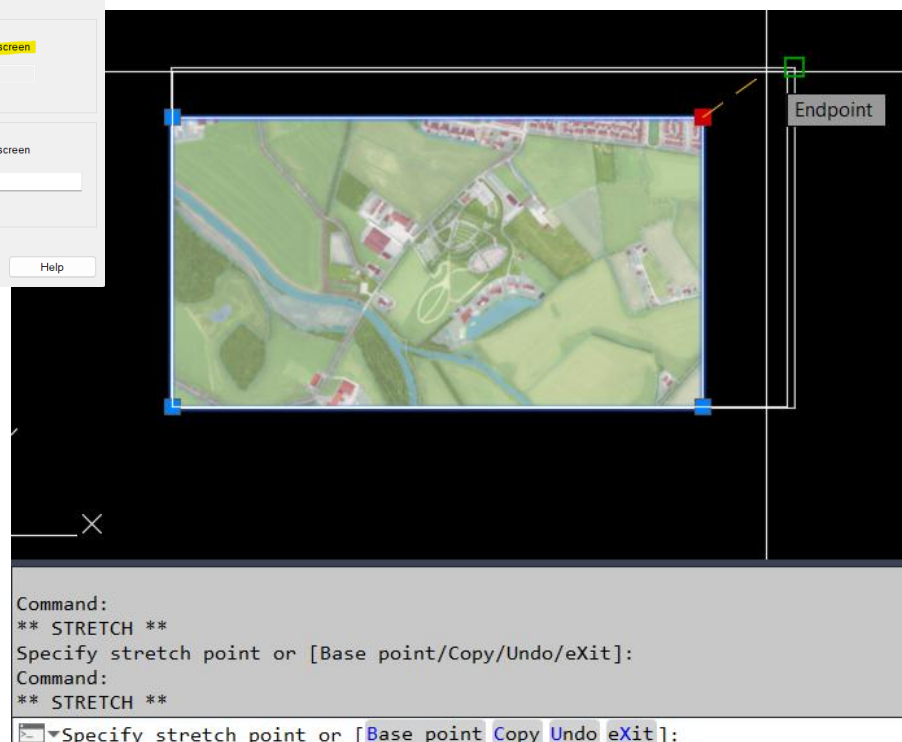 screen
screen
Help
Endpoint
Command:
** STRETCH **
Specify stretch point or [Base point/Copy/Undo/eXit]:
Command:
** STRETCH **
Specify stretch point or [Base point Copy Undo eXit]: